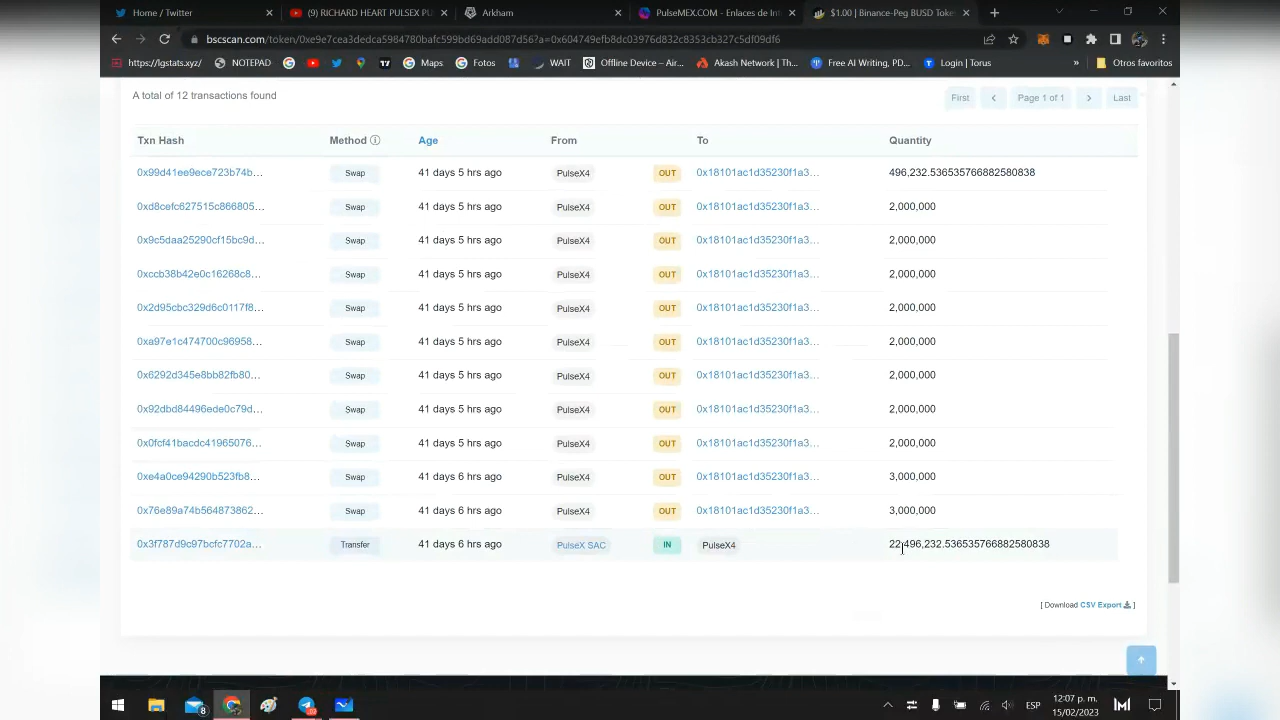 Home / Twitter
(9) RICHARD HEART PULSEX PU
Arkham
PulseMEX.COM - Enlaces de Int
$1.00 | Binance-Peg BUSD Toke
bscscan.com/token/0xe9e7cea3dedca5984780bafc599bd69add087d56?a=0x604749efb8dc03976d832c8353cb327c5df09df6
https://lgstats.xyz/
NOTEPAD
Maps
Fotos
WAIT
Offline Device – Air...
Akash Network | Th...
Free AI Writing, PD...
Login | Torus
»
Otros favoritos
A total of 12 transactions found
First
Page 1 of 1
Last
Txn Hash Method Age From To Quantity
0x99d41ee9ece723b74b... Swap 41 days 5 hrs ago PulseX4 OUT 0x18101ac1d35230f1a3... 496,232.536535766882580838
0xd8cefc627515c866805... Swap 41 days 5 hrs ago PulseX4 OUT 0x18101ac1d35230f1a3... 2,000,000
0x9c5daa25290cf15bc9d... Swap 41 days 5 hrs ago PulseX4 OUT 0x18101ac1d35230f1a3... 2,000,000
0xccb38b42e0c16268c8... Swap 41 days 5 hrs ago PulseX4 OUT 0x18101ac1d35230f1a3... 2,000,000
0x2d95cbc329d6c0117f8... Swap 41 days 5 hrs ago PulseX4 OUT 0x18101ac1d35230f1a3... 2,000,000
0xa97e1c474700c96958... Swap 41 days 5 hrs ago PulseX4 OUT 0x18101ac1d35230f1a3... 2,000,000
0x6292d345e8bb82fb80... Swap 41 days 5 hrs ago PulseX4 OUT 0x18101ac1d35230f1a3... 2,000,000
0x92dbd84496ede0c79d... Swap 41 days 5 hrs ago PulseX4 OUT 0x18101ac1d35230f1a3... 2,000,000
0x0fcf41bacdc41965076... Swap 41 days 5 hrs ago PulseX4 OUT 0x18101ac1d35230f1a3... 2,000,000
0xe4a0ce94290b523fb8... Swap 41 days 6 hrs ago PulseX4 OUT 0x18101ac1d35230f1a3... 3,000,000
0x76e89a74b564873862... Swap 41 days 6 hrs ago PulseX4 OUT 0x18101ac1d35230f1a3... 3,000,000
0x3f787d9c97bcfc7702a... Transfer 41 days 6 hrs ago PulseX SAC IN PulseX4 22,496,232.536535766882580838
[ Download CSV Export ]
8
ESP
12:07 p. m.
15/02/2023